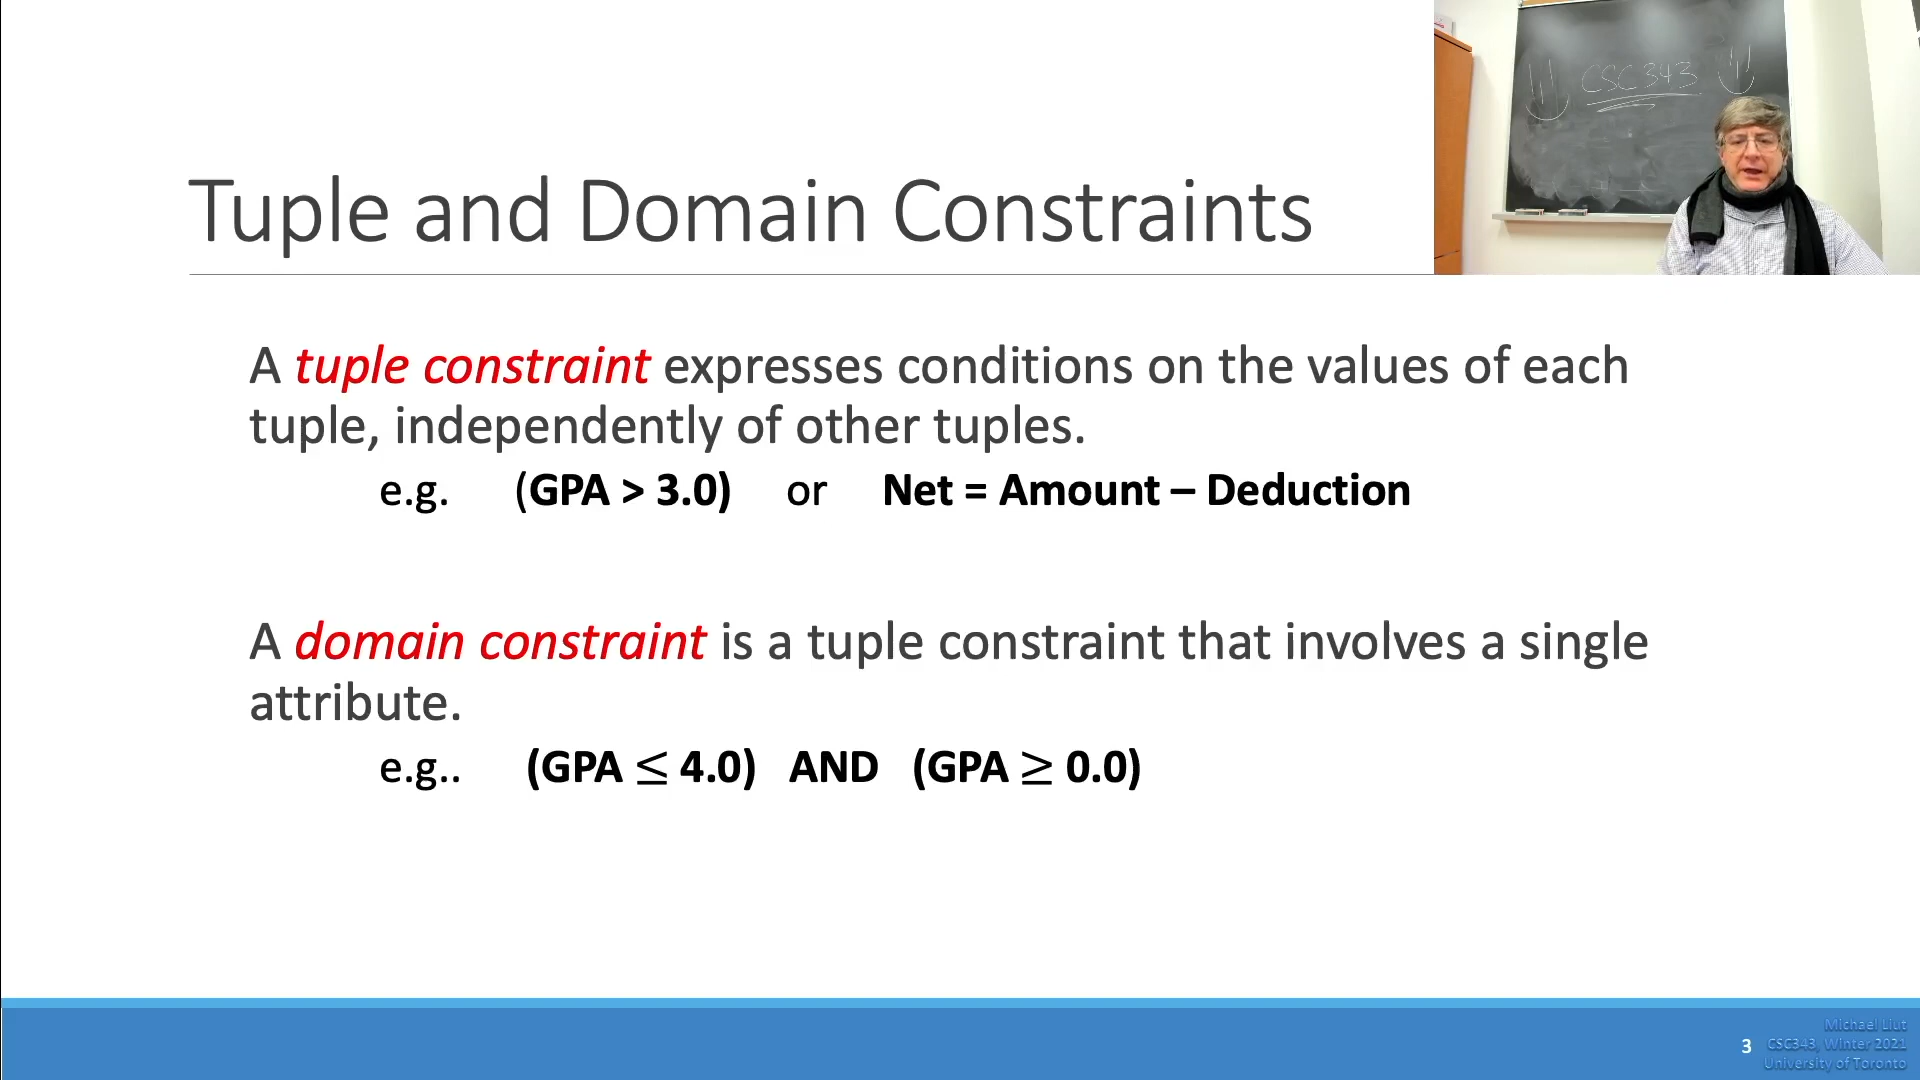 CSC343
Tuple and Domain Constraints
A tuple constraint expresses conditions on the values of each
tuple, independently of other tuples.
e.g. (GPA > 3.0) or Net = Amount – Deduction
A domain constraint is a tuple constraint that involves a single
attribute.
e.g.. (GPA ≤ 4.0) AND (GPA ≥ 0.0)
3
Michael Liut
CSC343, Winter 2021
University of Toronto